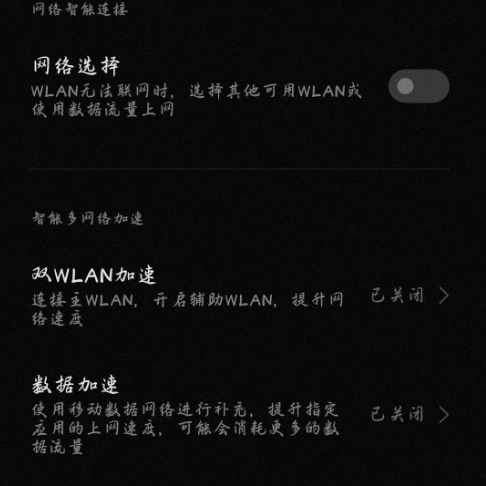 网络智能连接
网络选择
WLAN无法联网时，选择其他可用WLAN或
使用数据流量上网
智能多网络加速
双WLAN加速
连接主WLAN，开启辅助WLAN，提升网
络速度
已关闭
数据加速
使用移动数据网络进行补充，提升指定
应用的上网速度，可能会消耗更多的数
据流量
已关闭